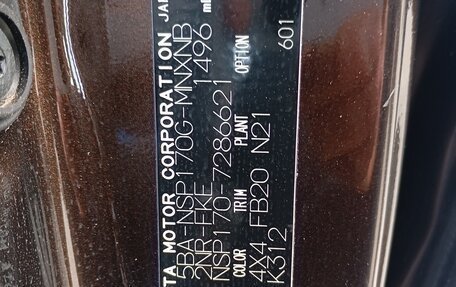 TA MOTOR CORPORATION JA
5BA-NSP170G-MNXNB
2NR-FKE 1496 m
NSP170-7286621
COLOR TRIM PLANT OPTION
4X4 FB20 N21 601
K312